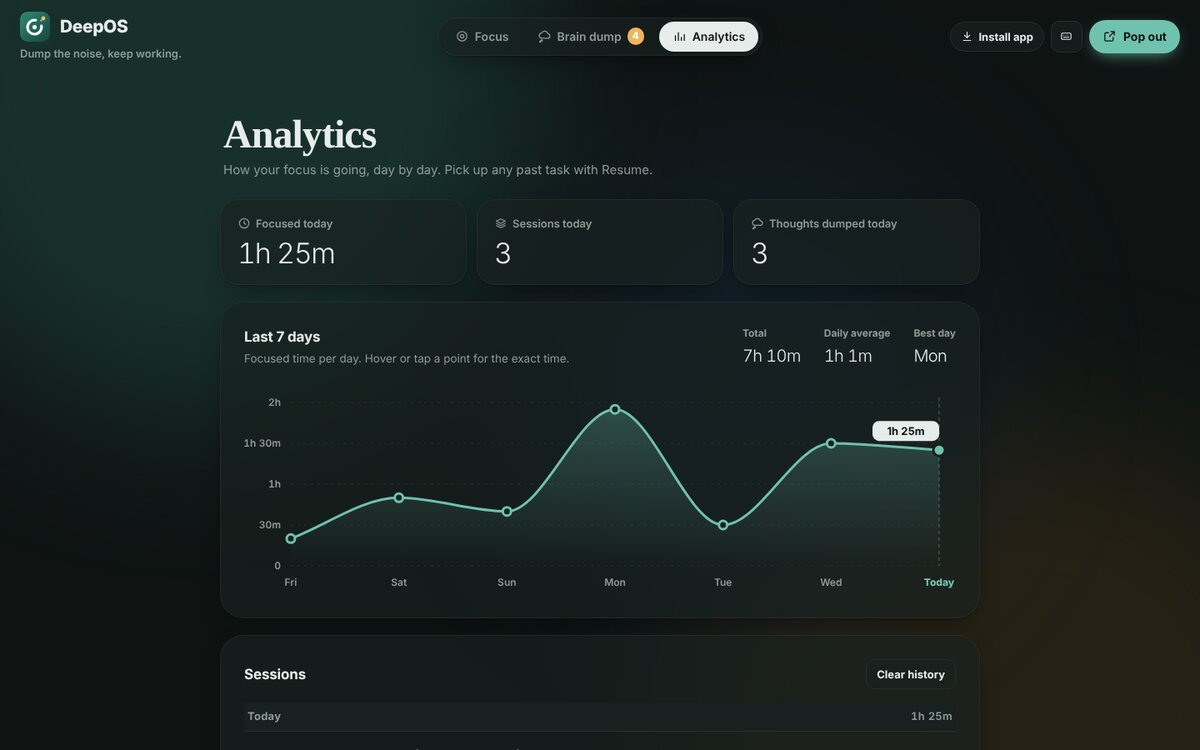 DeepOS
Dump the noise, keep working.
Focus
Brain dump 4
Analytics
Install app
Pop out
Analytics
How your focus is going, day by day. Pick up any past task with Resume.
Focused today
1h 25m
Sessions today
3
Thoughts dumped today
3
Last 7 days
Focused time per day. Hover or tap a point for the exact time.
Total
7h 10m
Daily average
1h 1m
Best day
Mon
2h
1h 30m
1h
30m
0
1h 25m
Fri
Sat
Sun
Mon
Tue
Wed
Today
Sessions
Clear history
Today
1h 25m